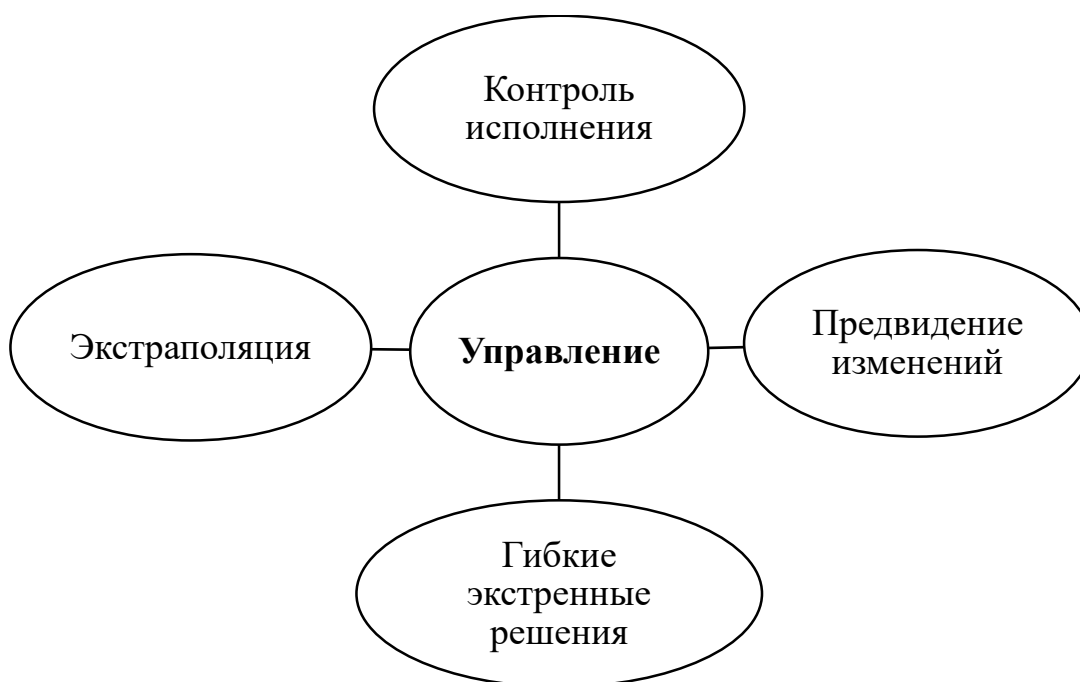 Контроль
исполнения
Экстраполяция
Управление
Предвидение
изменений
Гибкие
экстренные
решения